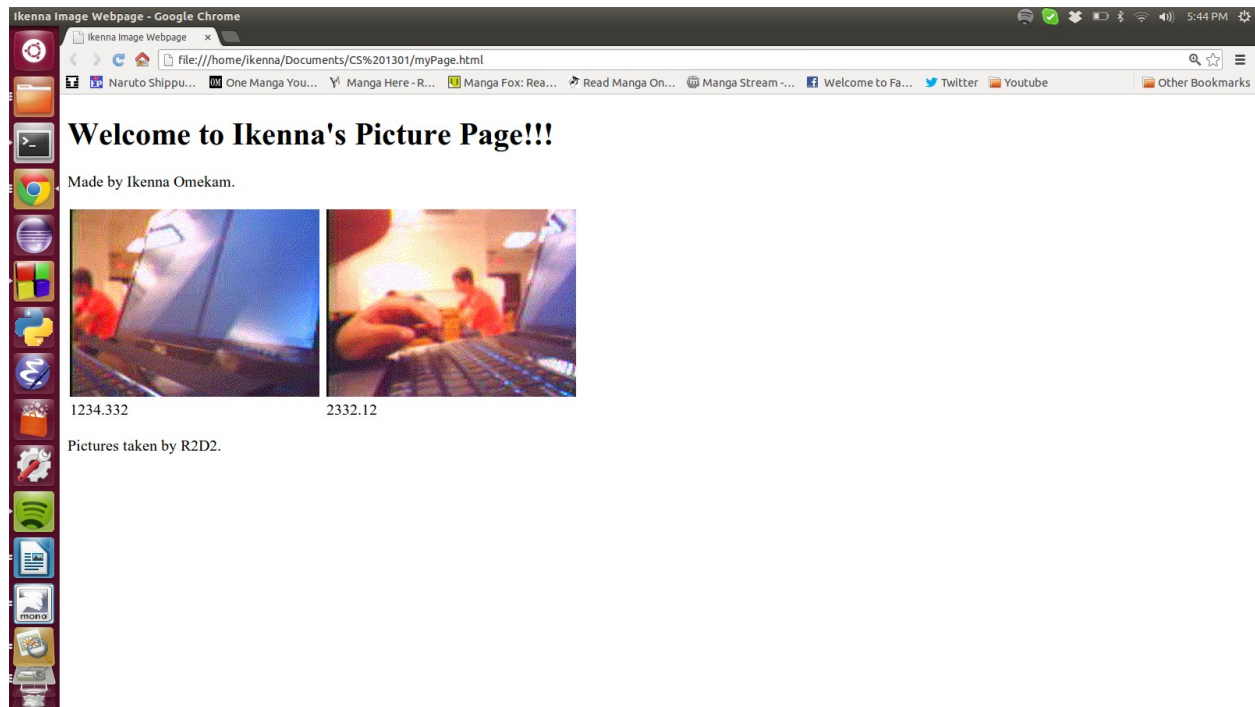 Ikenna Image Webpage - Google Chrome
5:44 PM
Ikenna Image Webpage
file:///home/ikenna/Documents/CS%201301/myPage.html
Naruto Shippu... One Manga You... Manga Here - R... Manga Fox: Rea... Read Manga On... Manga Stream -... Welcome to Fa... Twitter Youtube Other Bookmarks
Welcome to Ikenna's Picture Page!!!
Made by Ikenna Omekam.
1234.332 2332.12
Pictures taken by R2D2.
mono